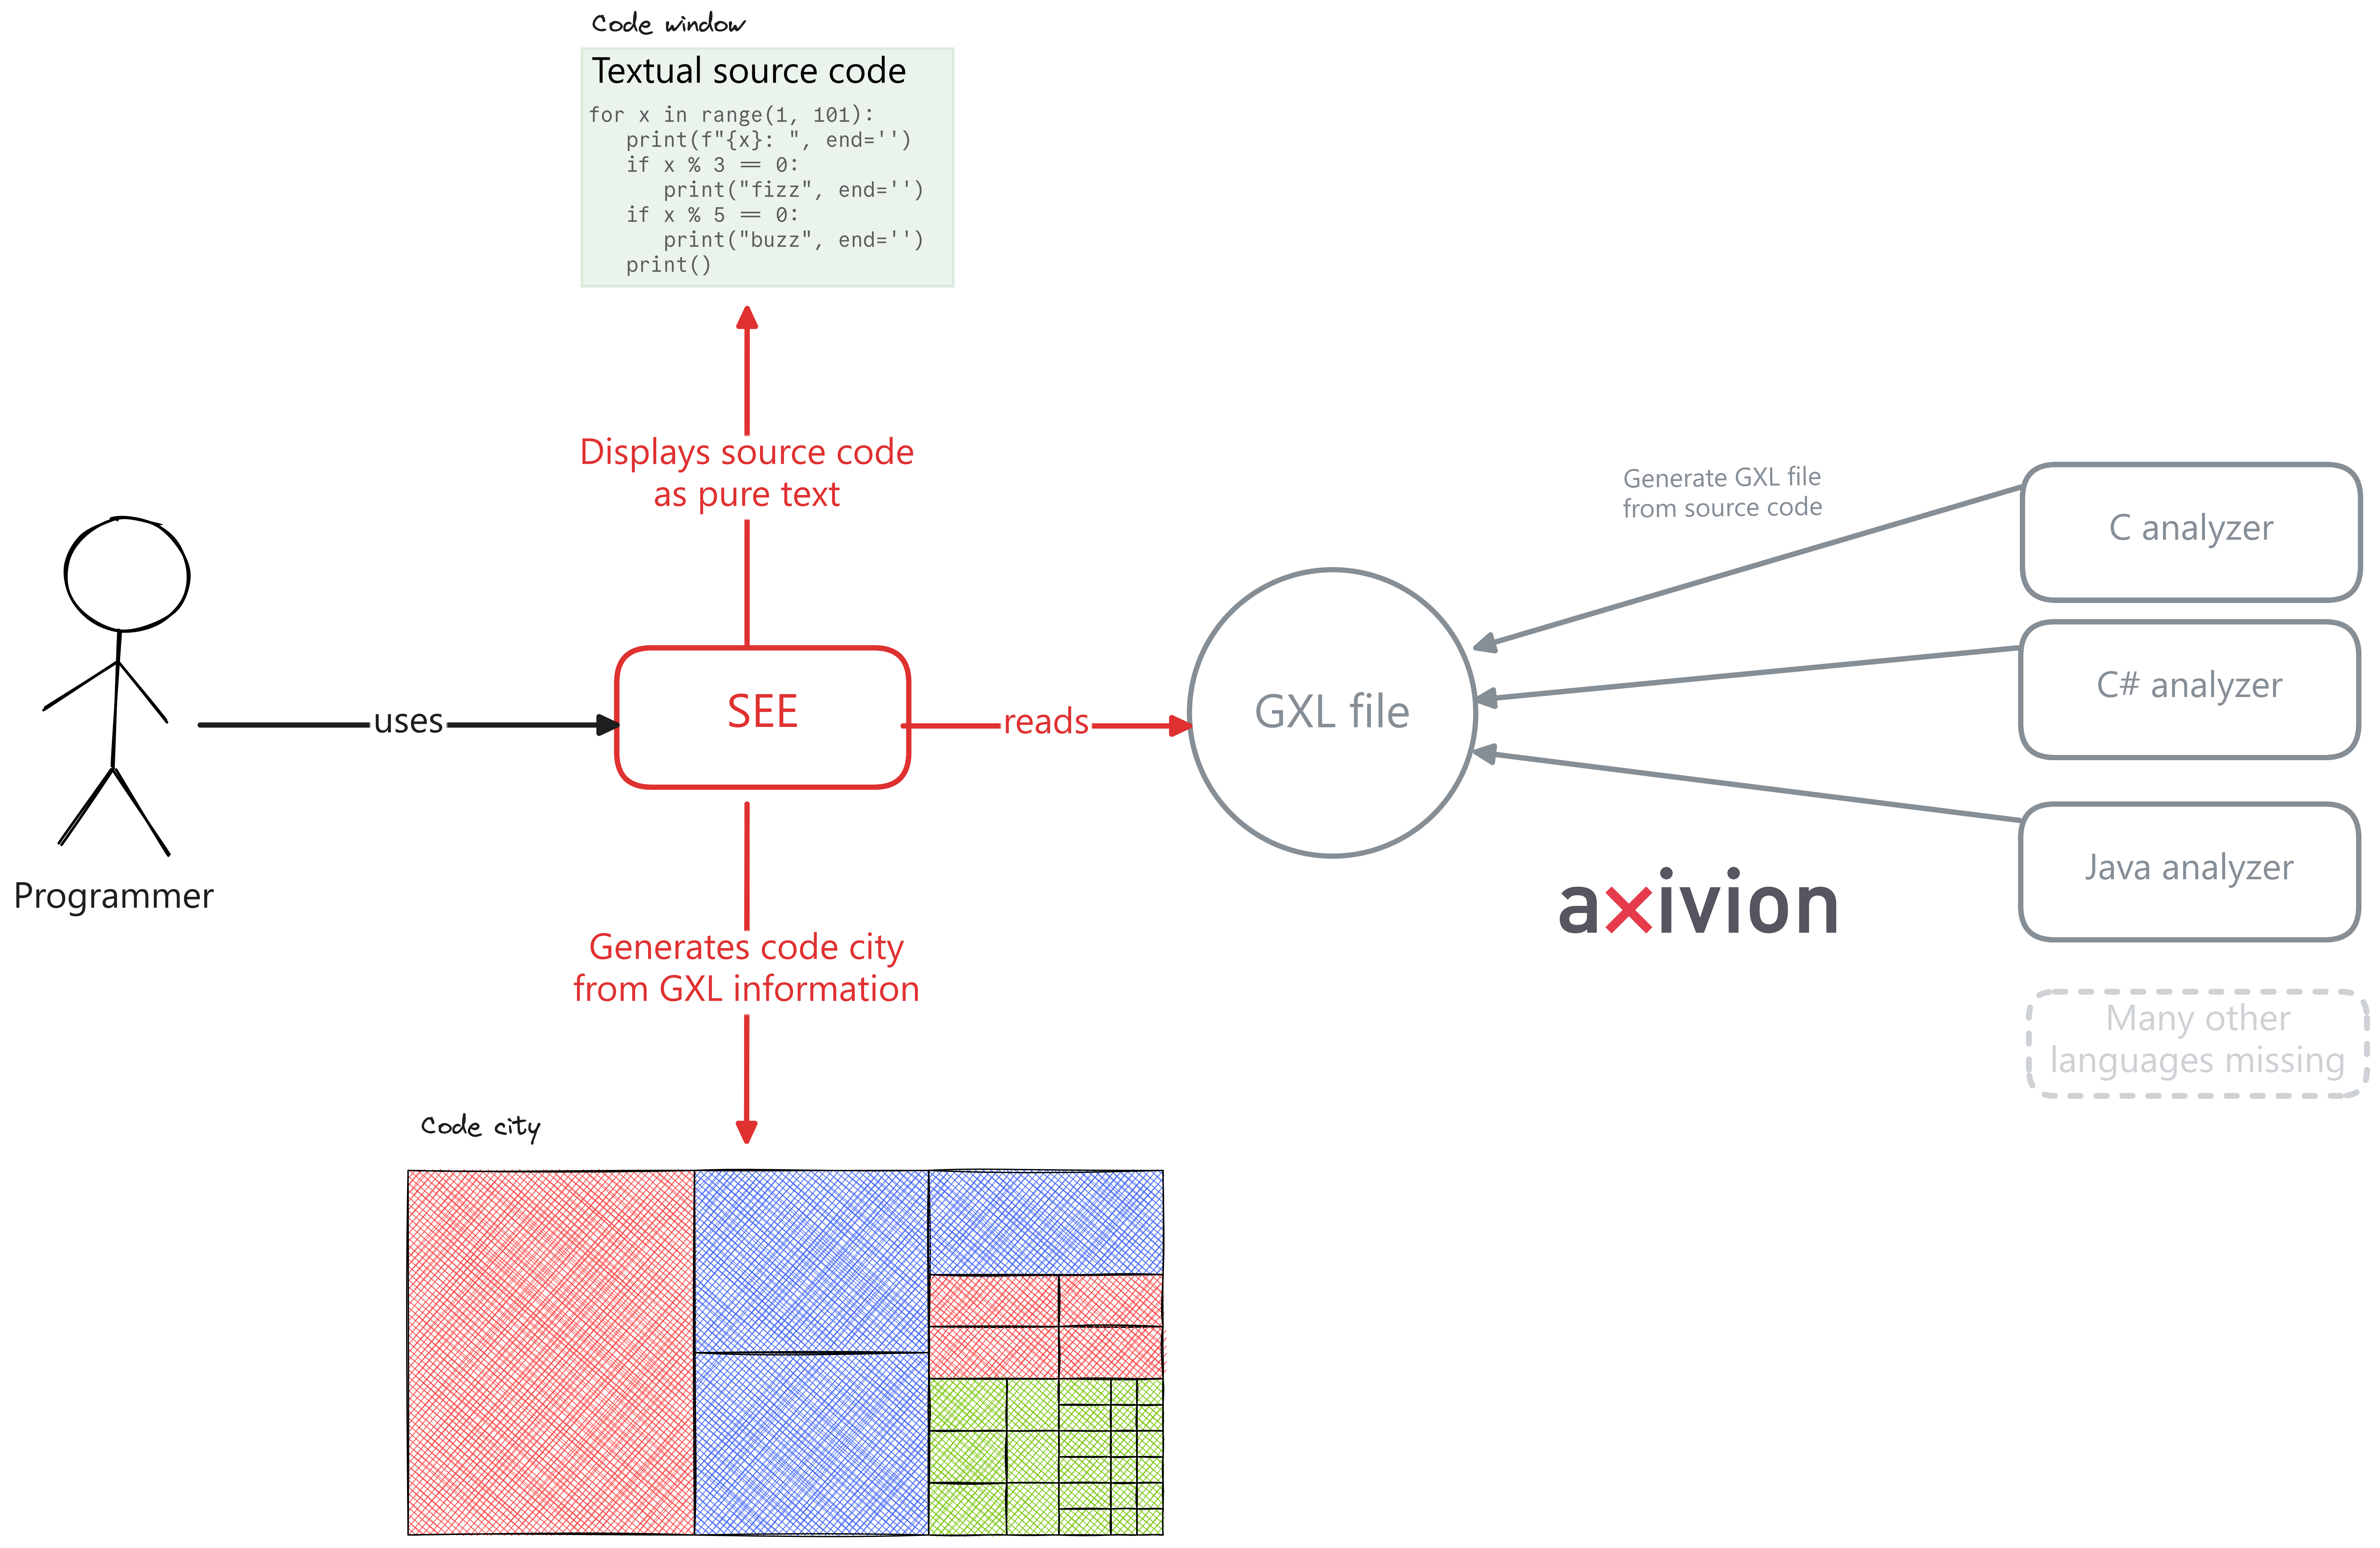 Code window
Textual source code
for x in range(1, 101):
   print(f"{x}: ", end='')
   if x % 3 == 0:
      print("fizz", end='')
   if x % 5 == 0:
      print("buzz", end='')
   print()
Displays source code
as pure text
Generate GXL file
from source code
C analyzer
C# analyzer
uses
SEE
reads
GXL file
Java analyzer
Programmer
axivion
Generates code city
from GXL information
Many other
languages missing
Code city